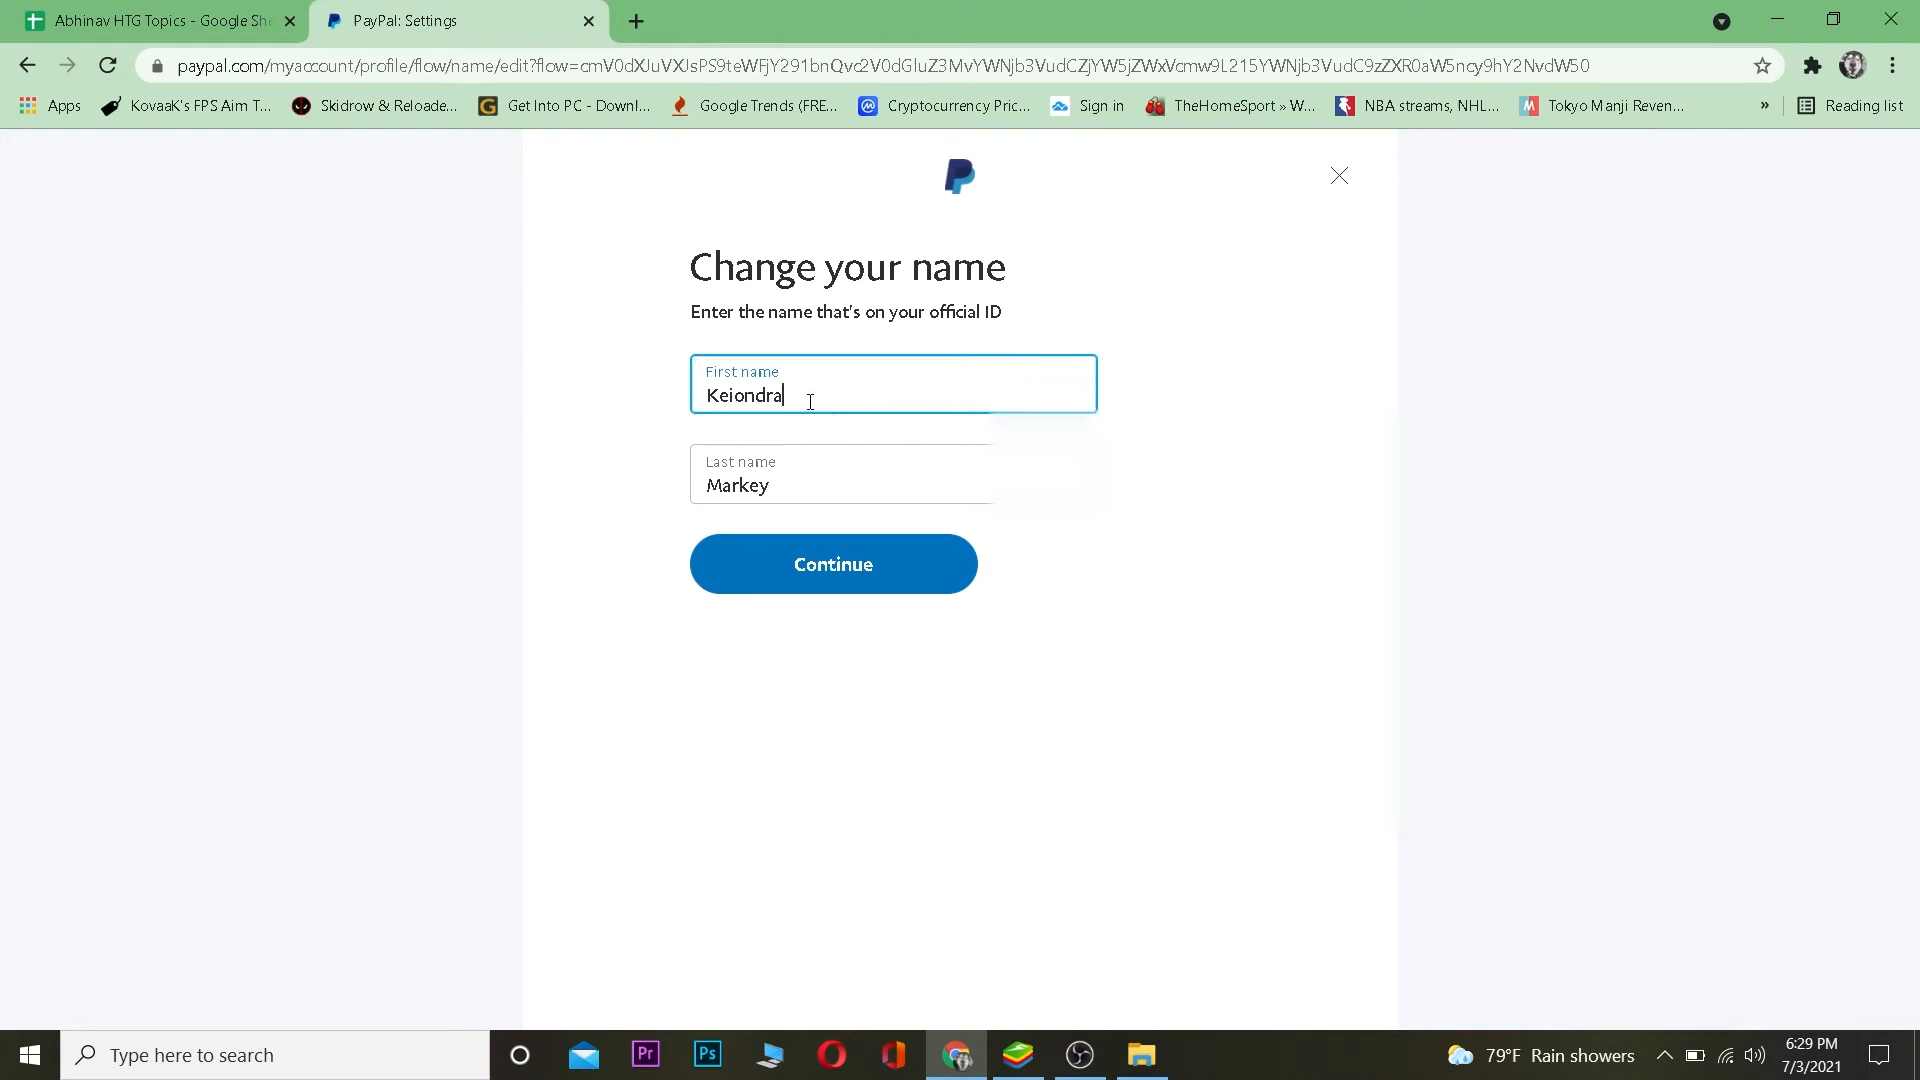 Abhinav HTG Topics - Google She
PayPal: Settings
paypal.com/myaccount/profile/flow/name/edit?flow=cmV0dXJuVXJsPS9teWFjY291bnQvc2V0dGluZ3MvYWNjb3VudCZjYW5jZWxVcmw9L215YWNjb3VudC9zZXR0aW5ncy9hY2NvdW50
Apps
KovaaK's FPS Aim T...
Skidrow & Reloade...
Get Into PC - Downl...
Google Trends (FRE...
Cryptocurrency Pric...
Sign in
TheHomeSport » W...
NBA streams, NHL...
Tokyo Manji Reven...
»
Reading list
Change your name
Enter the name that's on your official ID
First name
Keiondra
Last name
Markey
Continue
Type here to search
Pr
Ps
79°F Rain showers
6:29 PM
7/3/2021